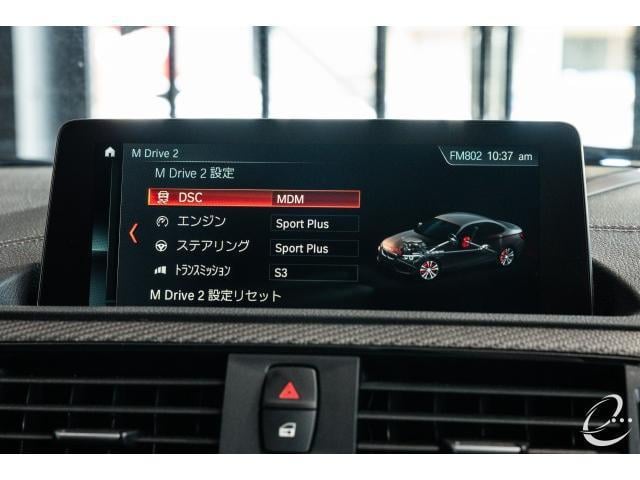 M Drive 2
FM802 10:37 am
M Drive 2 設定
DSC MDM
エンジン Sport Plus
ステアリング Sport Plus
トランスミッション S3
M Drive 2 設定リセット